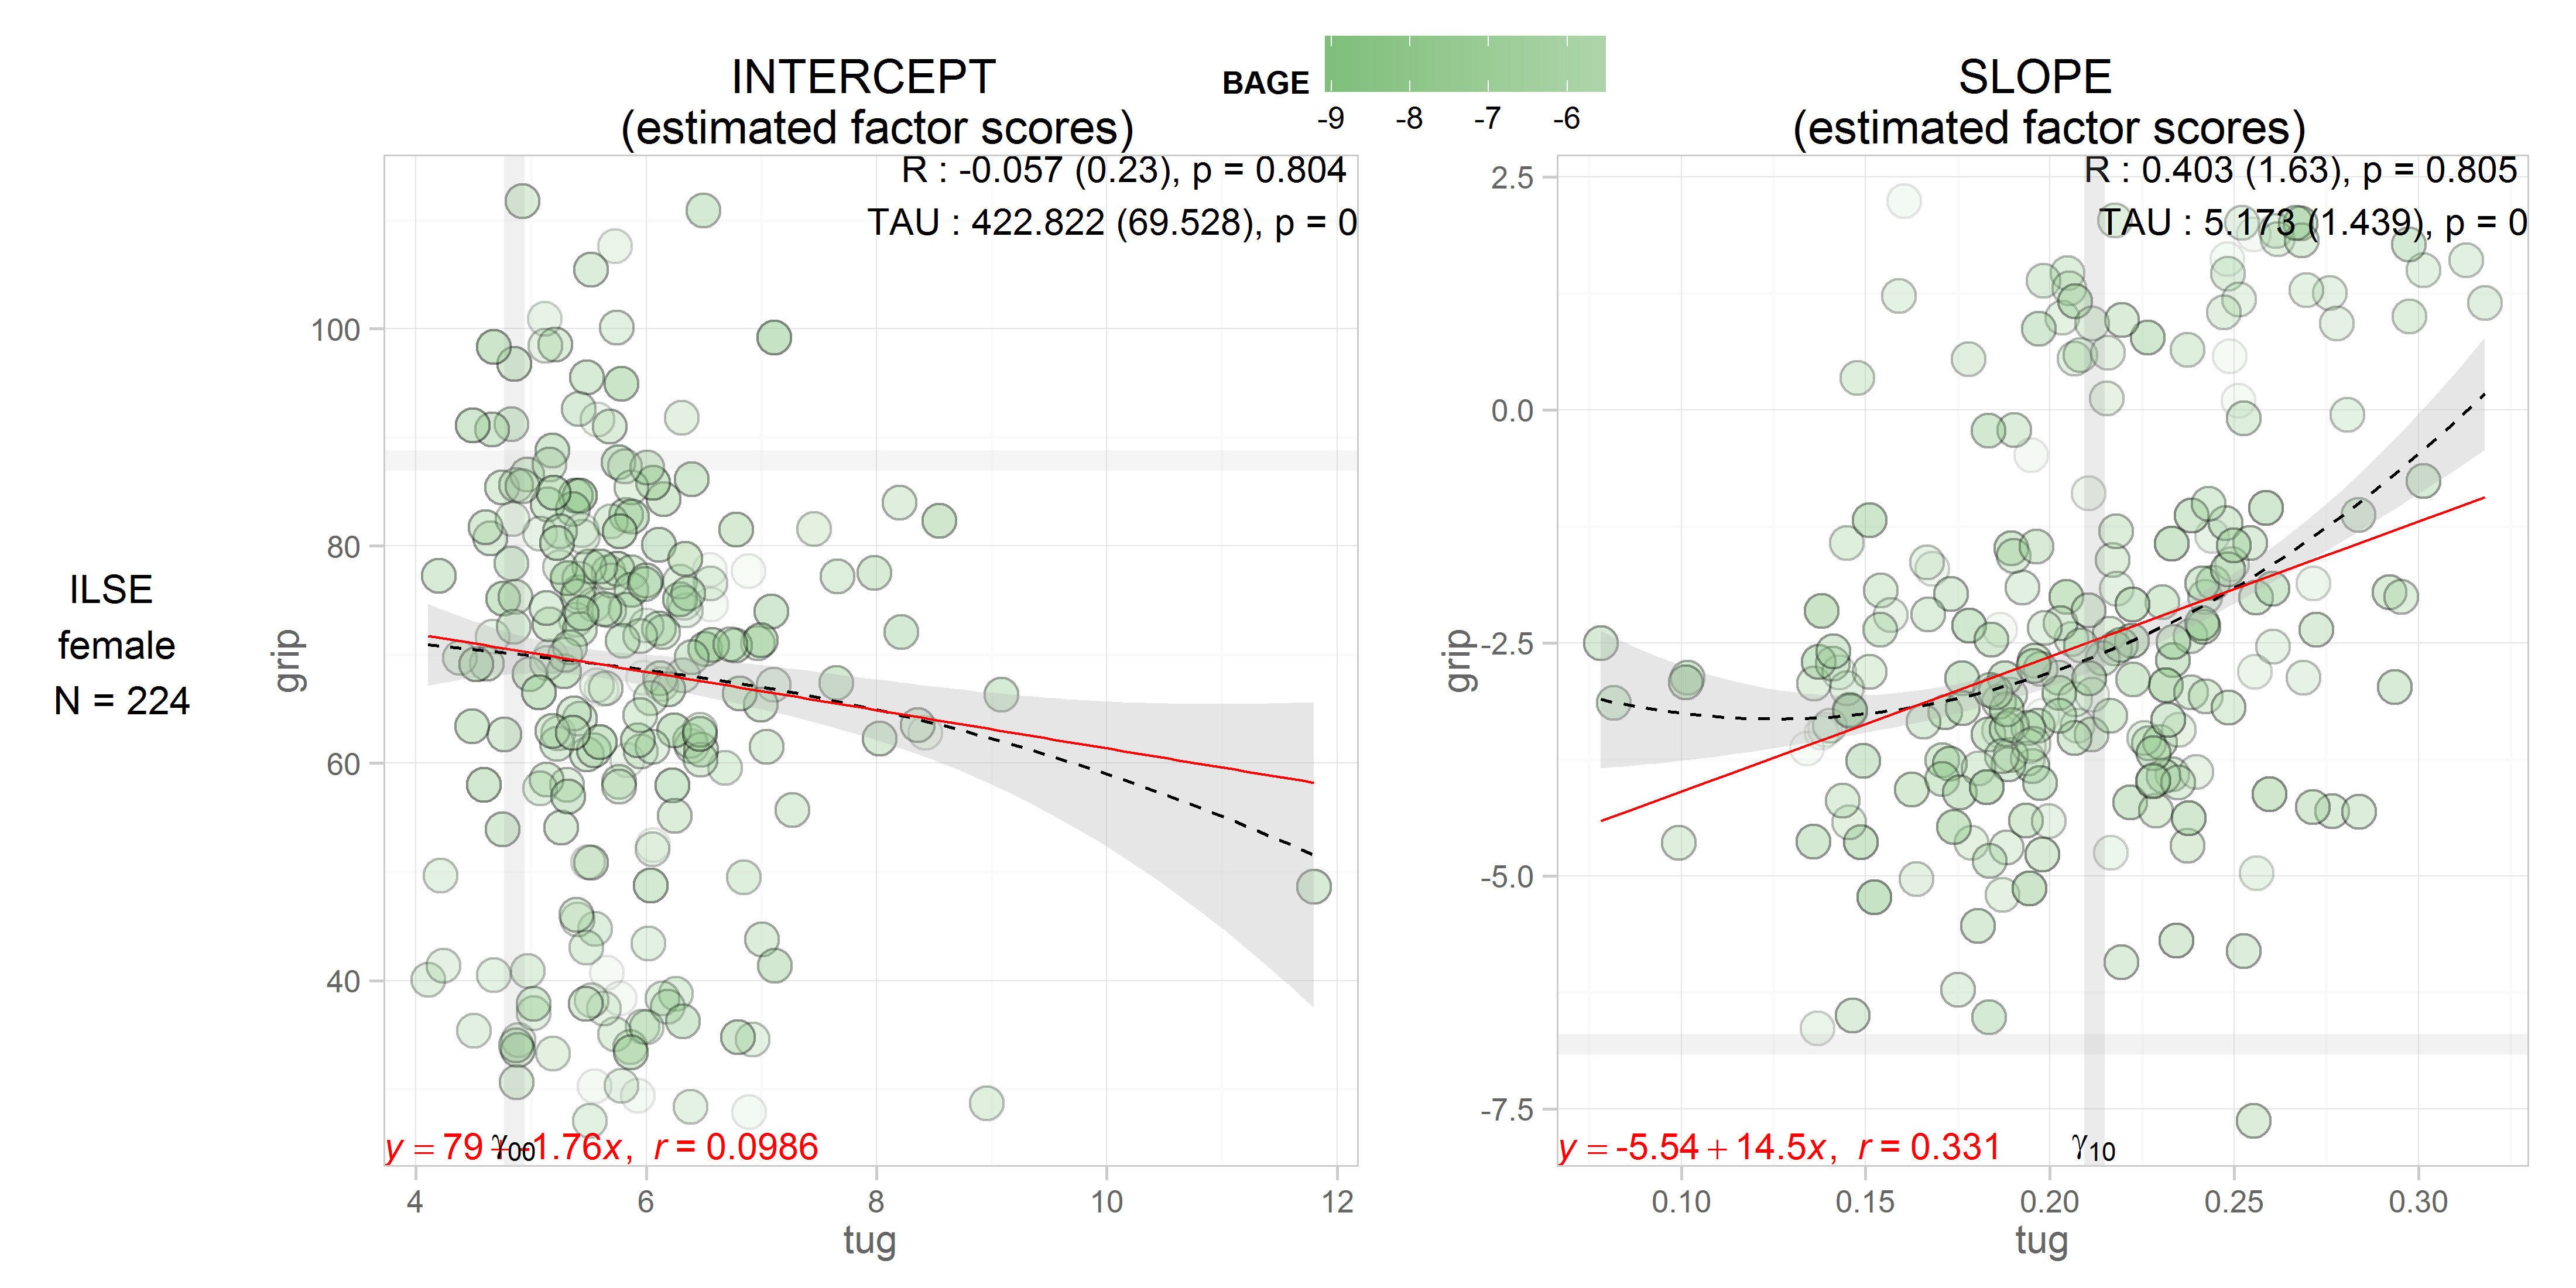 INTERCEPT
(estimated factor scores)
BAGE
-9 -8 -7 -6
SLOPE
(estimated factor scores)
R : -0.057 (0.23), p = 0.804
TAU : 422.822 (69.528), p = 0
R : 0.403 (1.63), p = 0.805
TAU : 5.173 (1.439), p = 0
ILSE
female
N = 224
grip
100
80
60
40
y = 79 + -1.76x, r = 0.0986
γ00
4 6 8 10 12
tug
grip
2.5
0.0
-2.5
-5.0
-7.5
y = -5.54 + 14.5x, r = 0.331
γ10
0.10 0.15 0.20 0.25 0.30
tug